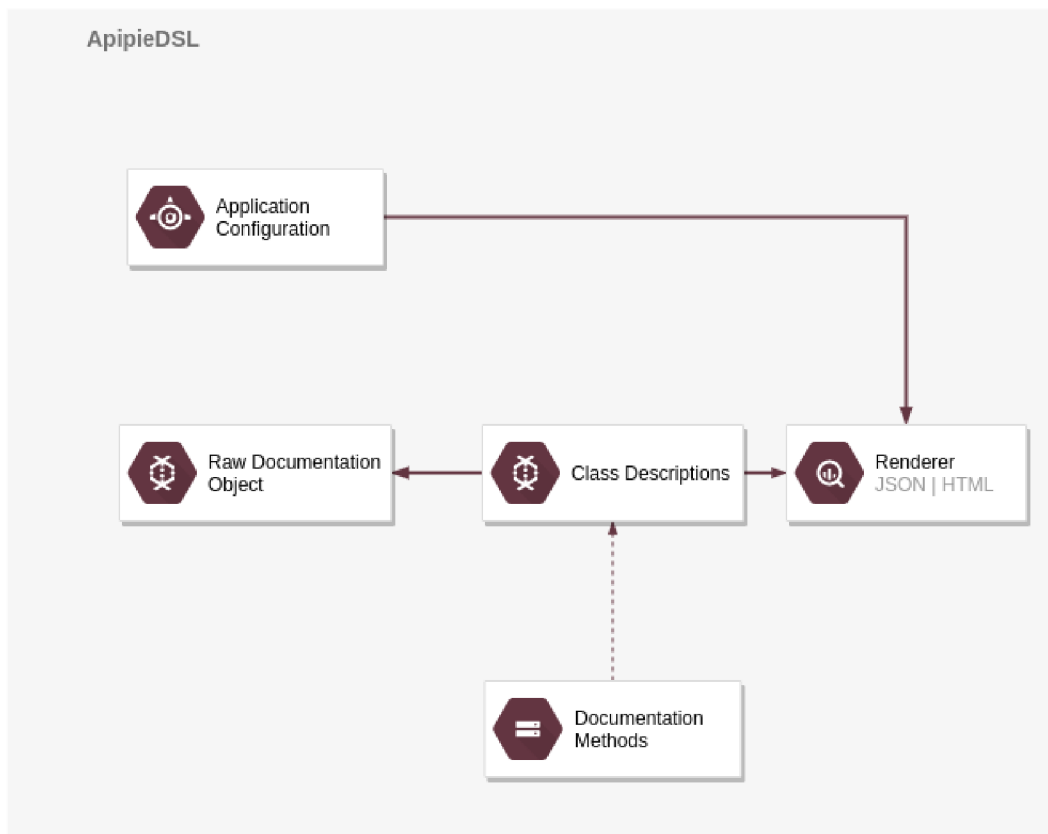 ApipieDSL
Application
Configuration
Raw Documentation
Object
Class Descriptions
Renderer
JSON | HTML
Documentation
Methods